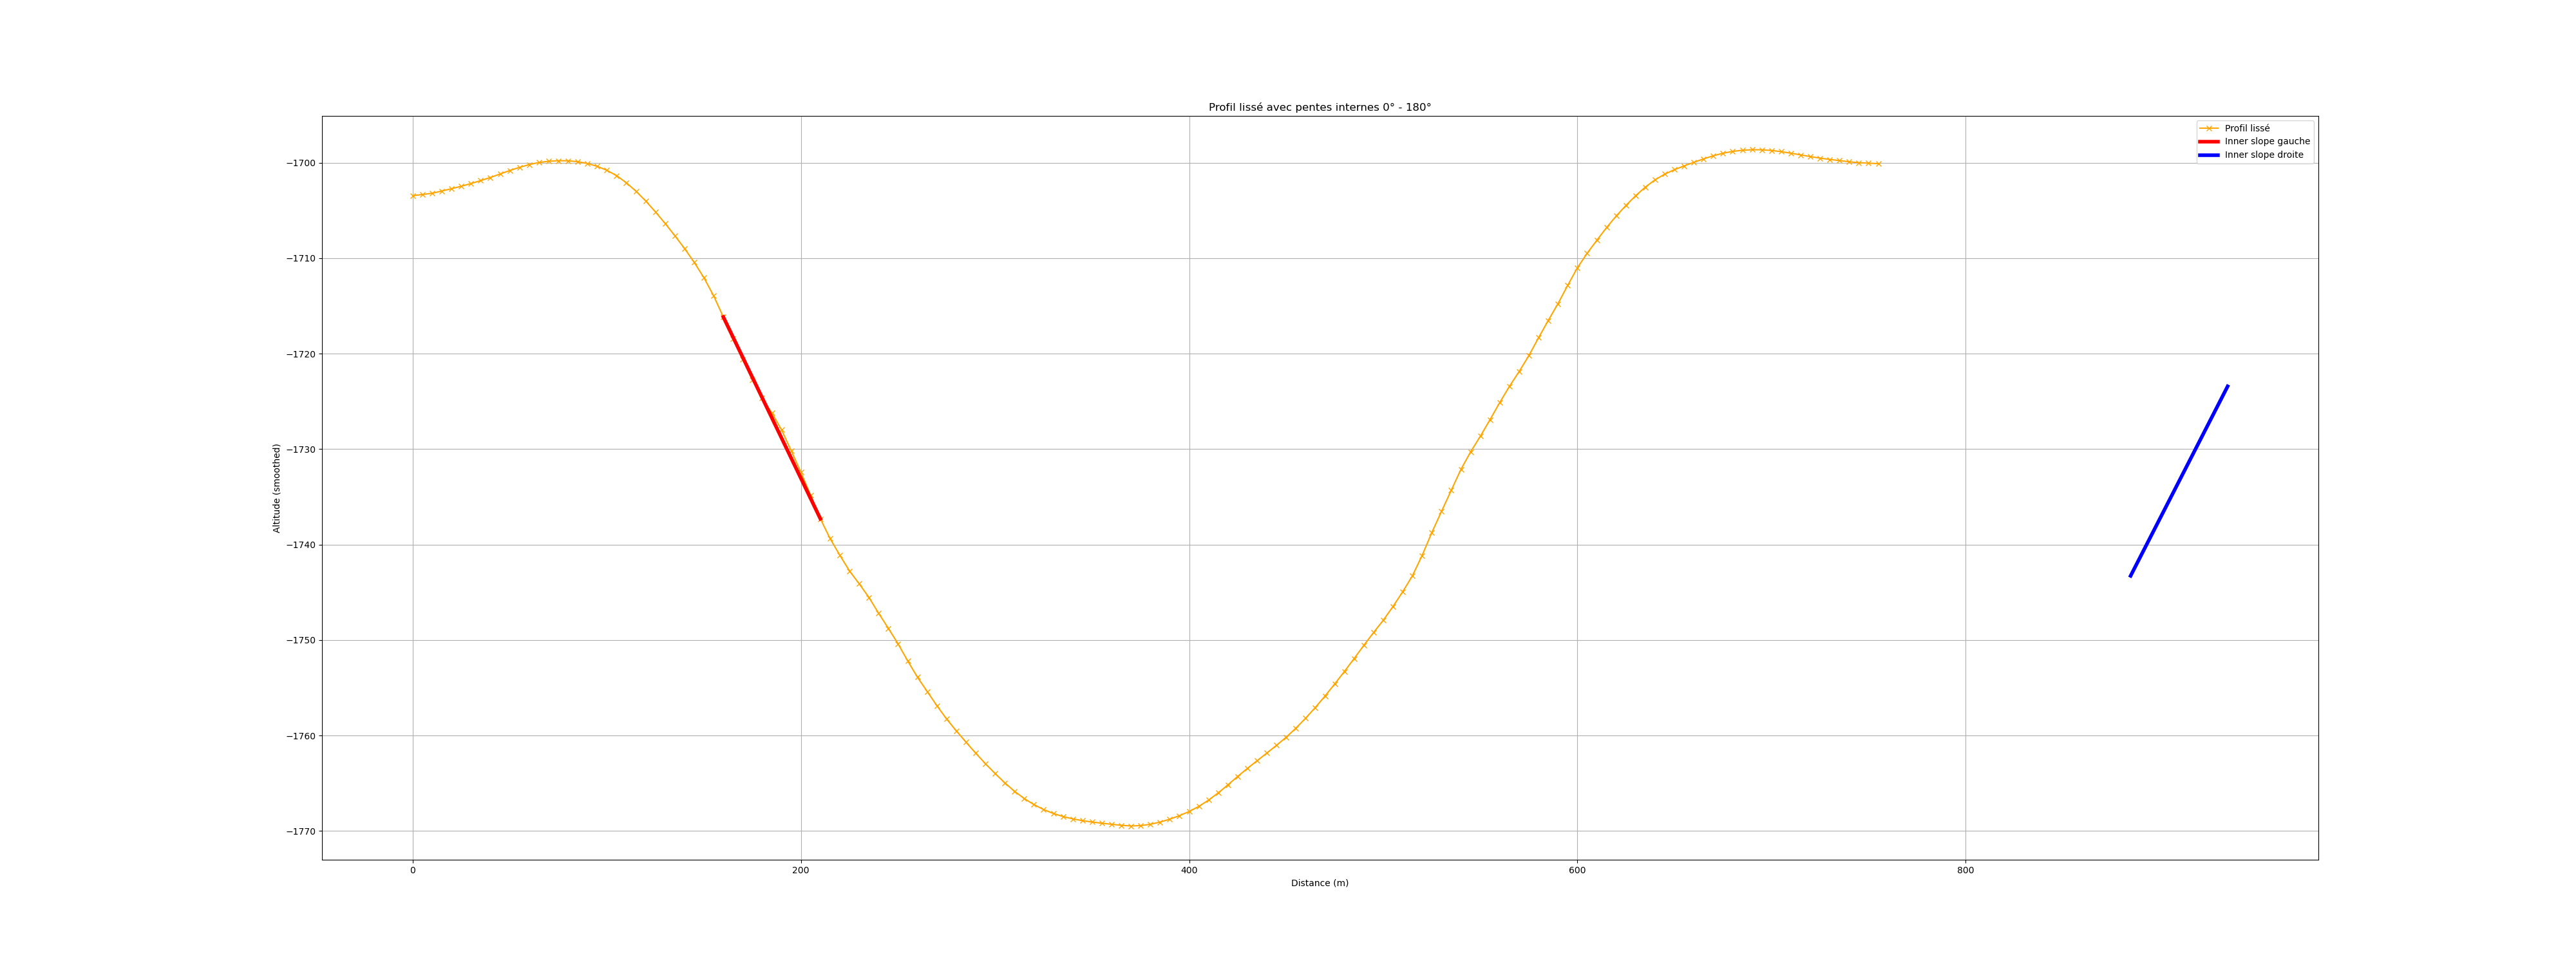 Profil lissé avec pentes internes 0° - 180°
Profil lissé
Inner slope gauche
Inner slope droite
Altitude (smoothed)
−1700
−1710
−1720
−1730
−1740
−1750
−1760
−1770
0
200
400
600
800
Distance (m)